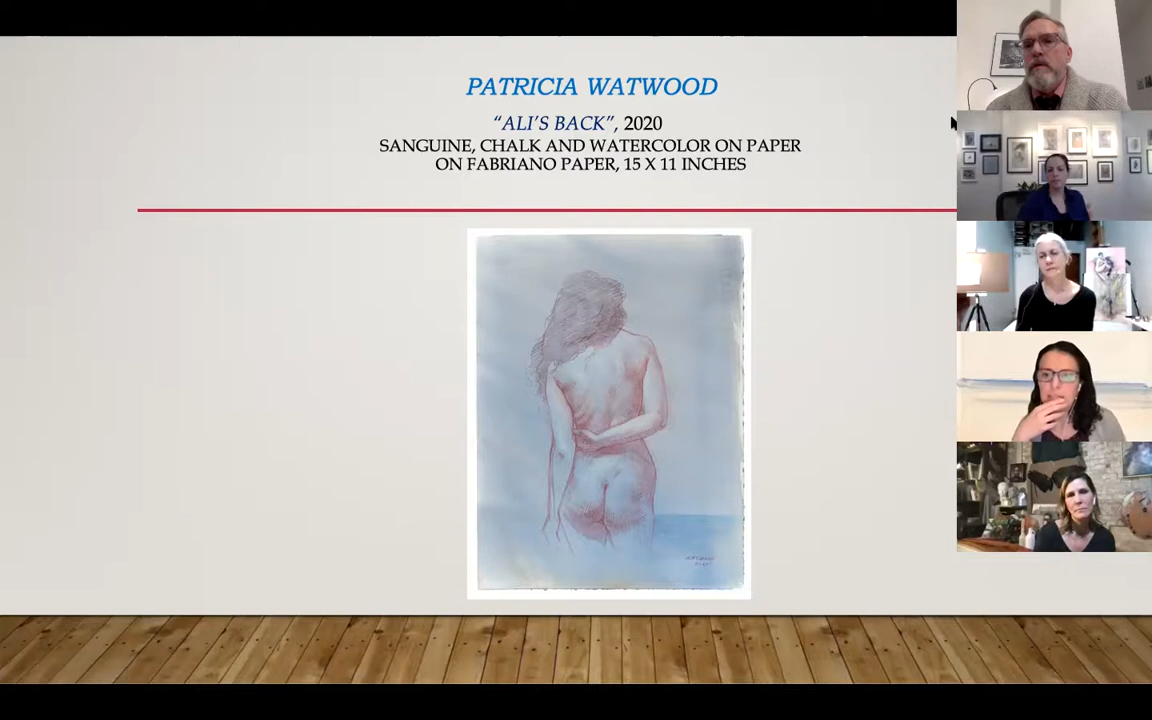 PATRICIA WATWOOD
"ALI'S BACK", 2020
SANGUINE, CHALK AND WATERCOLOR ON PAPER
ON FABRIANO PAPER, 15 X 11 INCHES